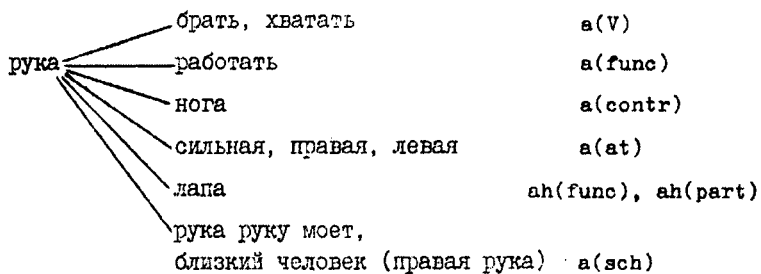 брать, хватать a(V)
рука работать a(func)
нога a(contr)
сильная, правая, левая a(at)
лапа ah(func), ah(part)
рука руку моет,
близкий человек (правая рука) a(sch)